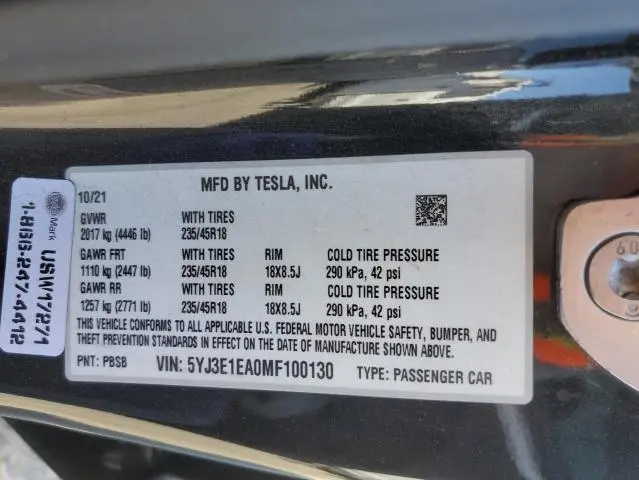 MFD BY TESLA, INC.
10/21
GVWR WITH TIRES
2017 kg (4446 lb) 235/45R18
GAWR FRT WITH TIRES RIM COLD TIRE PRESSURE
1110 kg (2447 lb) 235/45R18 18X8.5J 290 kPa, 42 psi
GAWR RR WITH TIRES RIM COLD TIRE PRESSURE
1257 kg (2771 lb) 235/45R18 18X8.5J 290 kPa, 42 psi
THIS VEHICLE CONFORMS TO ALL APPLICABLE U.S. FEDERAL MOTOR VEHICLE SAFETY, BUMPER, AND
THEFT PREVENTION STANDARDS IN EFFECT ON THE DATE OF MANUFACTURE SHOWN ABOVE.
PNT: PBSB VIN: 5YJ3E1EA0MF100130 TYPE: PASSENGER CAR
Mark
USW17271
1-866-247-4412